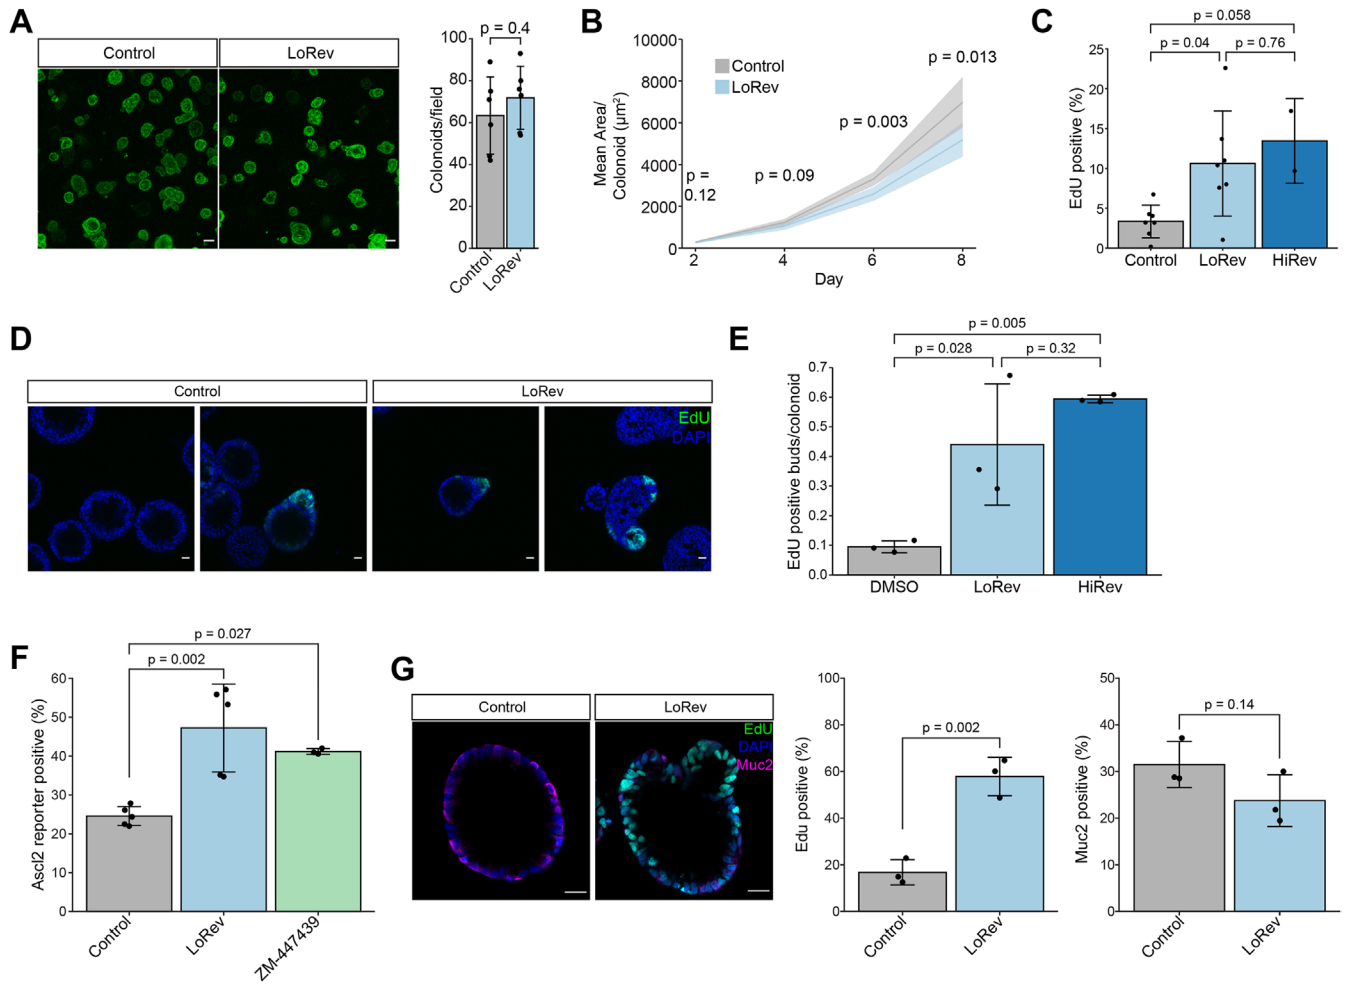 A
Control
LoRev
Colonoids/field
p = 0.4
100
80
60
40
20
0
Control
LoRev
B
Mean Area/
Colonoid (µm²)
10000
8000
6000
4000
2000
0
Control
LoRev
p =
0.12
p = 0.09
p = 0.003
p = 0.013
2
4
6
8
Day
C
p = 0.058
p = 0.04
p = 0.76
EdU positive (%)
25
20
15
10
5
0
Control
LoRev
HiRev
D
Control
LoRev
EdU
DAPI
E
p = 0.005
p = 0.028
p = 0.32
EdU positive buds/colonoid
0.7
0.6
0.5
0.4
0.3
0.2
0.1
0.0
DMSO
LoRev
HiRev
F
p = 0.027
p = 0.002
Ascl2 reporter positive (%)
60
50
40
30
20
10
0
Control
LoRev
ZM-447439
G
Control
LoRev
EdU
DAPI
Muc2
Edu positive (%)
100
80
60
40
20
0
p = 0.002
Control
LoRev
Muc2 positive (%)
50
40
30
20
10
0
p = 0.14
Control
LoRev